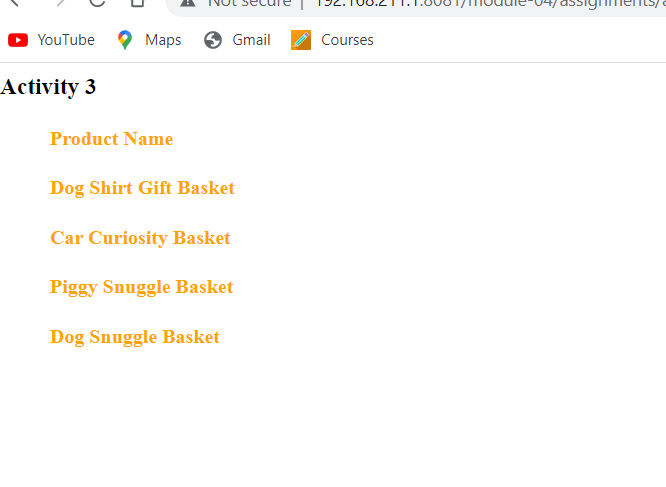 Not secure | 192.168.211.1:8081/module-04/assignments/
YouTube Maps Gmail Courses
Activity 3
Product Name
Dog Shirt Gift Basket
Car Curiosity Basket
Piggy Snuggle Basket
Dog Snuggle Basket